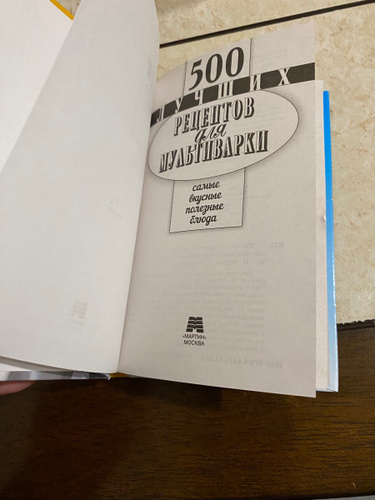 500
ЛУЧШИХ
РЕЦЕПТОВ
для
МУЛЬТИВАРКИ
самые
вкусные
полезные
блюда
«МАРТИН»
МОСКВА